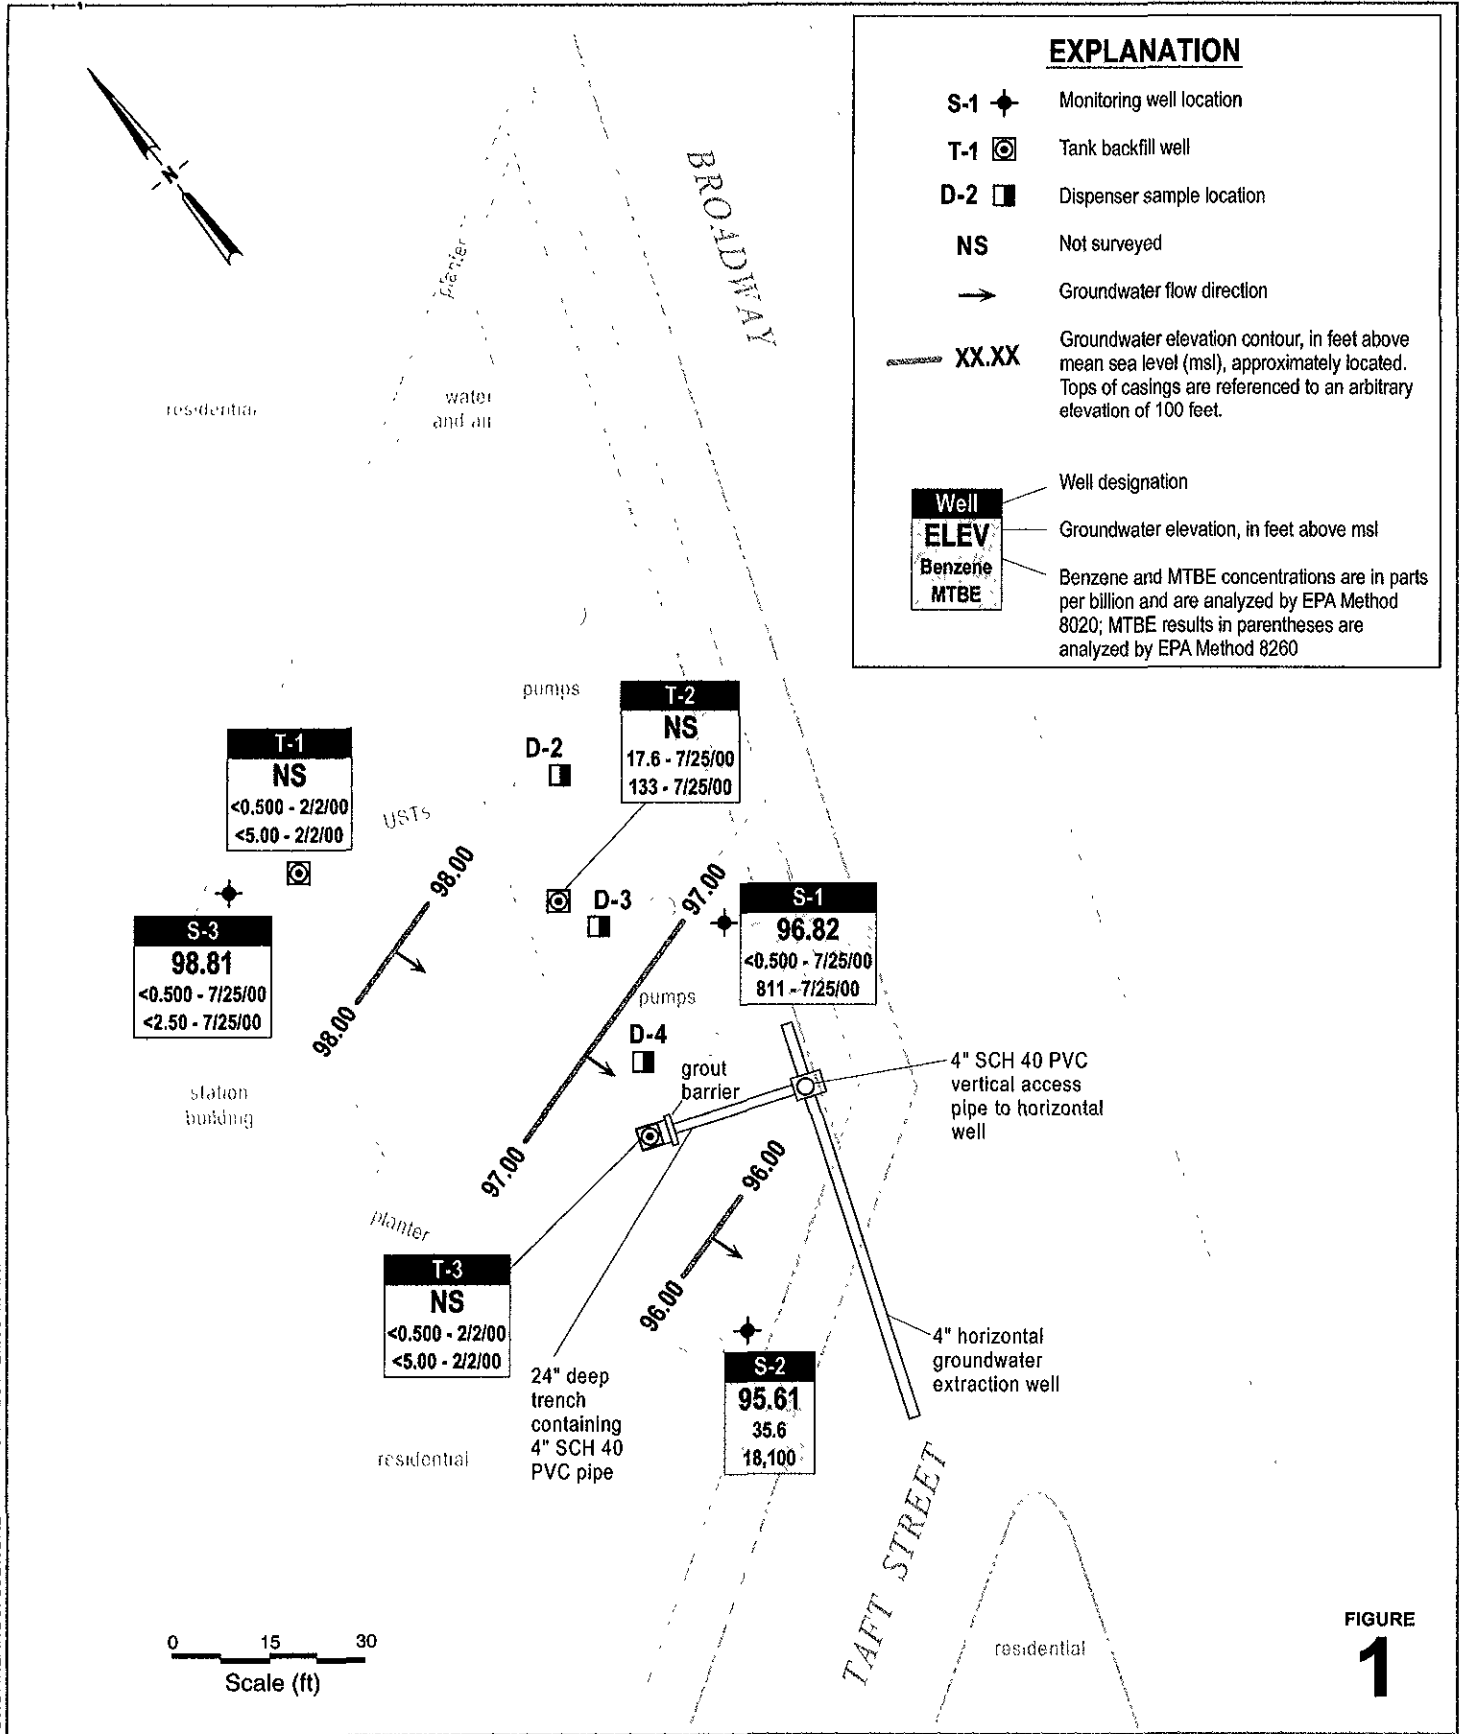 EXPLANATION
S-1 Monitoring well location
T-1 Tank backfill well
D-2 Dispenser sample location
NS Not surveyed
Groundwater flow direction
XX.XX Groundwater elevation contour, in feet above
mean sea level (msl), approximately located.
Tops of casings are referenced to an arbitrary
elevation of 100 feet.
Well
ELEV
Benzene
MTBE
Well designation
Groundwater elevation, in feet above msl
Benzene and MTBE concentrations are in parts
per billion and are analyzed by EPA Method
8020; MTBE results in parentheses are
analyzed by EPA Method 8260
N
BROADWAY
planter
residential
water
and air
pumps
T-2
NS
17.6 - 7/25/00
133 - 7/25/00
T-1
NS
<0.500 - 2/2/00
<5.00 - 2/2/00
D-2
USTs
98.00
98.00
97.00
97.00
D-3
S-1
96.82
<0.500 - 7/25/00
811 - 7/25/00
S-3
98.81
<0.500 - 7/25/00
<2.50 - 7/25/00
pumps
D-4
grout
barrier
4" SCH 40 PVC
vertical access
pipe to horizontal
well
station
building
96.00
96.00
planter
T-3
NS
<0.500 - 2/2/00
<5.00 - 2/2/00
24" deep
trench
containing
4" SCH 40
PVC pipe
S-2
95.61
35.6
18,100
4" horizontal
groundwater
extraction well
residential
TAFT STREET
residential
0 15 30
Scale (ft)
FIGURE
1